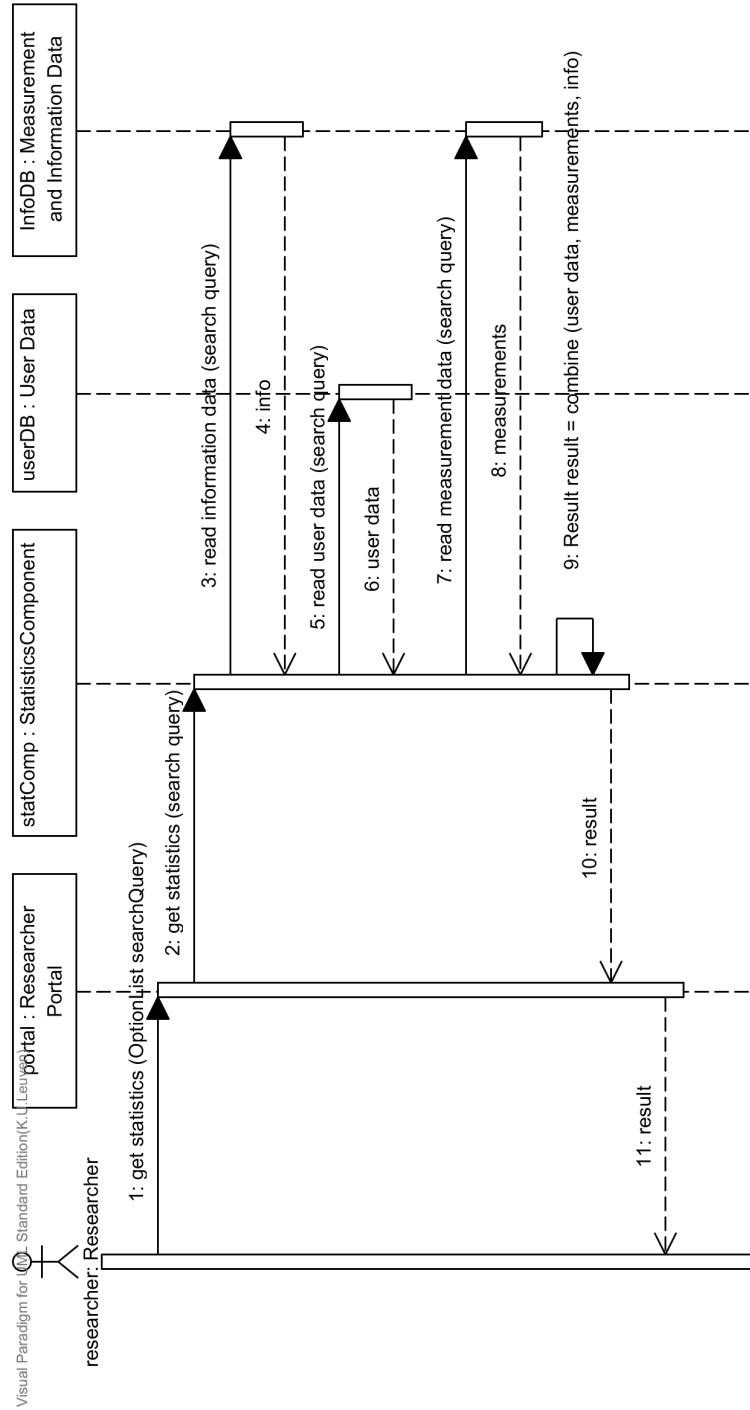 Visual Paradigm for UML Standard Edition(K.U.Leuven)
researcher: Researcher
portal : Researcher
Portal
statComp : StatisticsComponent
userDB : User Data
InfoDB : Measurement
and Information Data
1: get statistics (OptionList searchQuery)
2: get statistics (search query)
3: read information data (search query)
4: info
5: read user data (search query)
6: user data
7: read measurement data (search query)
8: measurements
9: Result result = combine (user data, measurements, info)
10: result
11: result